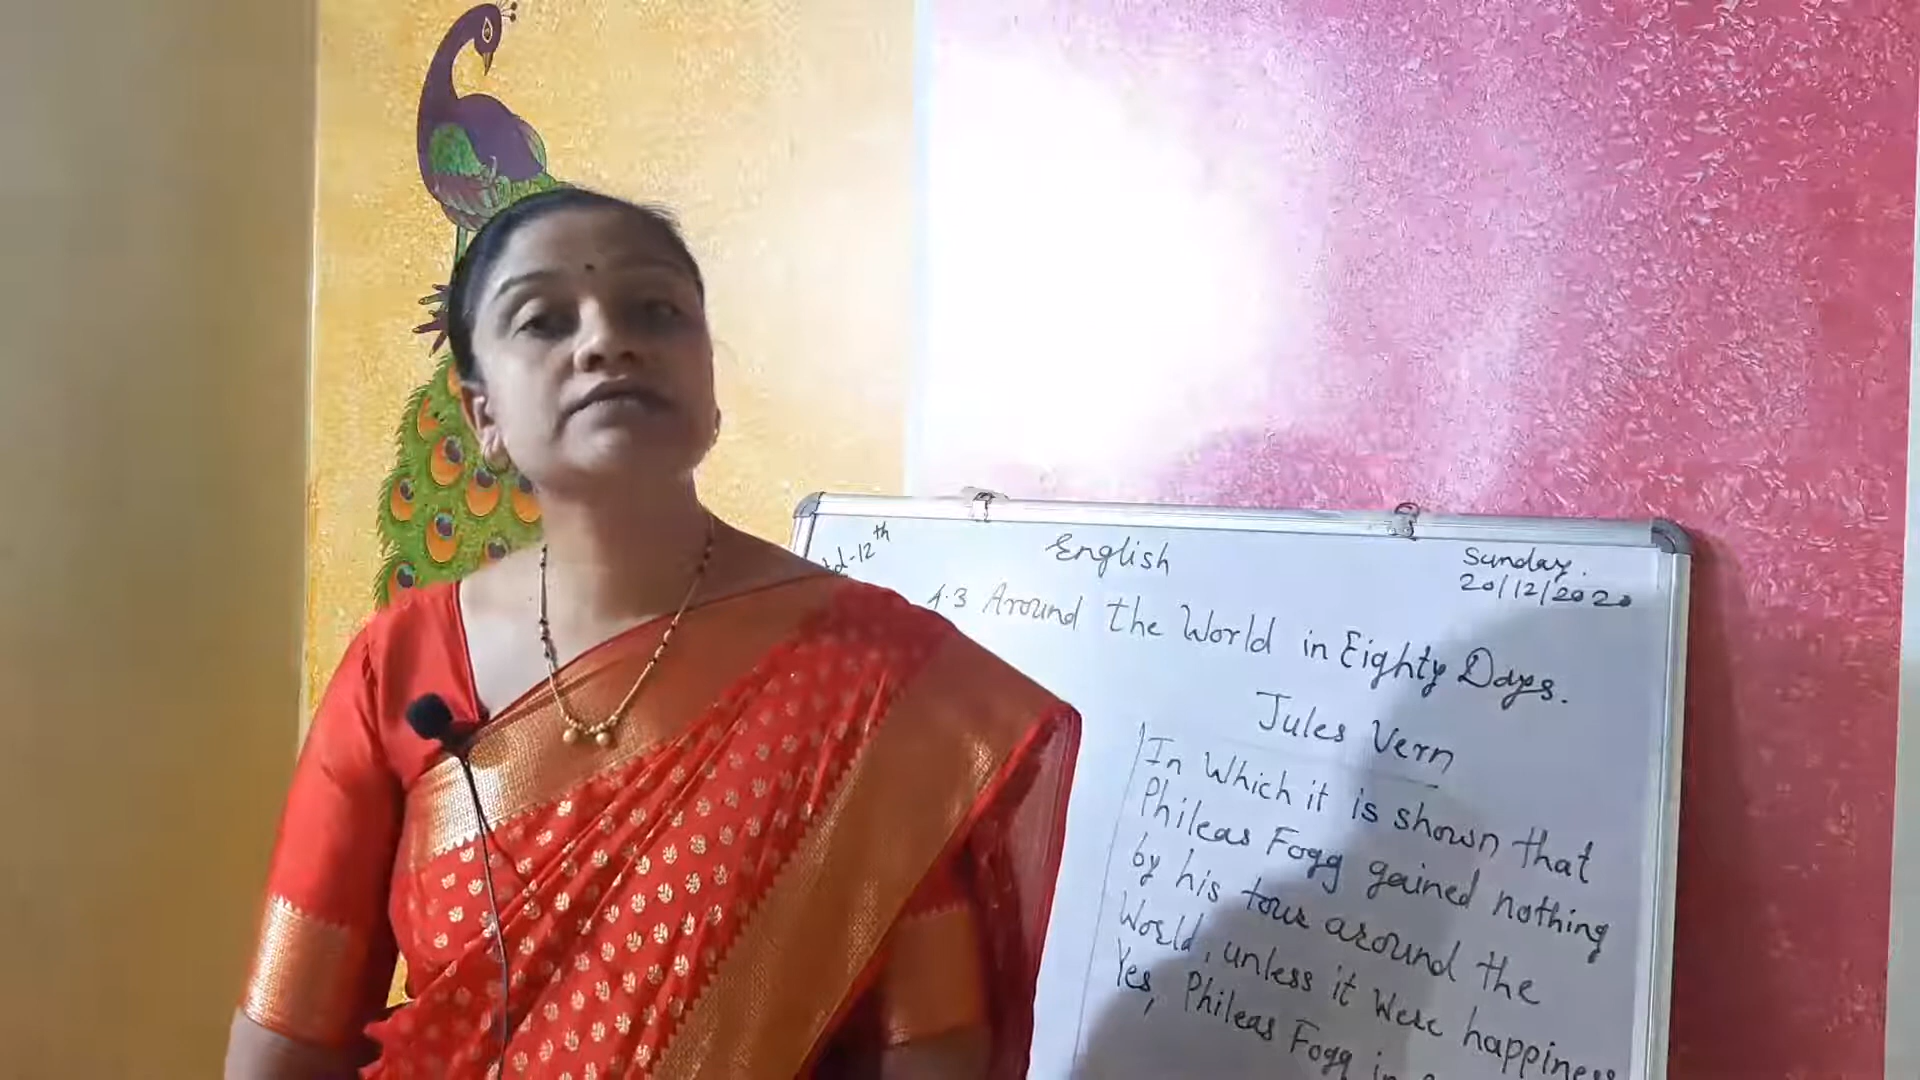 12th
English
Sunday.
20/12/2020
4.3 Around the World in Eighty Days.
Jules Vern
In Which it is shown that
Phileas Fogg gained nothing
by his tour around the
World, unless it Were happiness
Yes, Phileas Fogg in